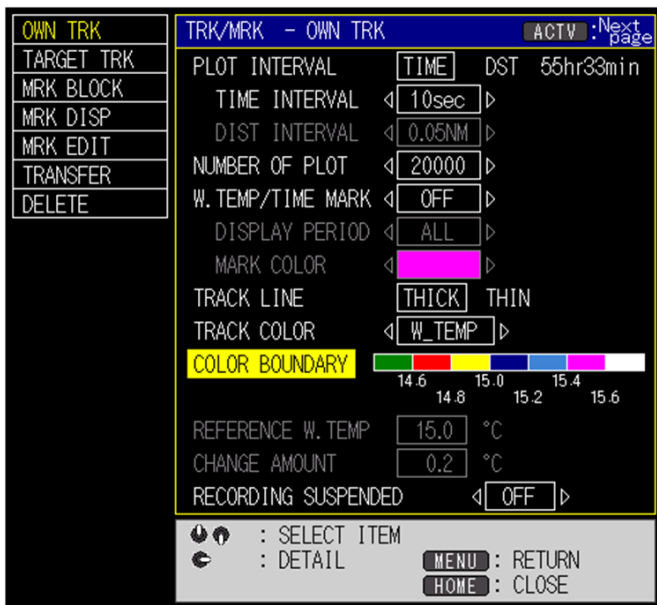 OWN TRK
TARGET TRK
MRK BLOCK
MRK DISP
MRK EDIT
TRANSFER
DELETE
TRK/MRK - OWN TRK ACTV :Next page
PLOT INTERVAL TIME DST 55hr33min
TIME INTERVAL 10sec
DIST INTERVAL 0.05NM
NUMBER OF PLOT 20000
W.TEMP/TIME MARK OFF
DISPLAY PERIOD ALL
MARK COLOR
TRACK LINE THICK THIN
TRACK COLOR W_TEMP
COLOR BOUNDARY
14.6 15.0 15.4
14.8 15.2 15.6
REFERENCE W.TEMP 15.0 °C
CHANGE AMOUNT 0.2 °C
RECORDING SUSPENDED OFF
: SELECT ITEM
: DETAIL MENU : RETURN
HOME : CLOSE